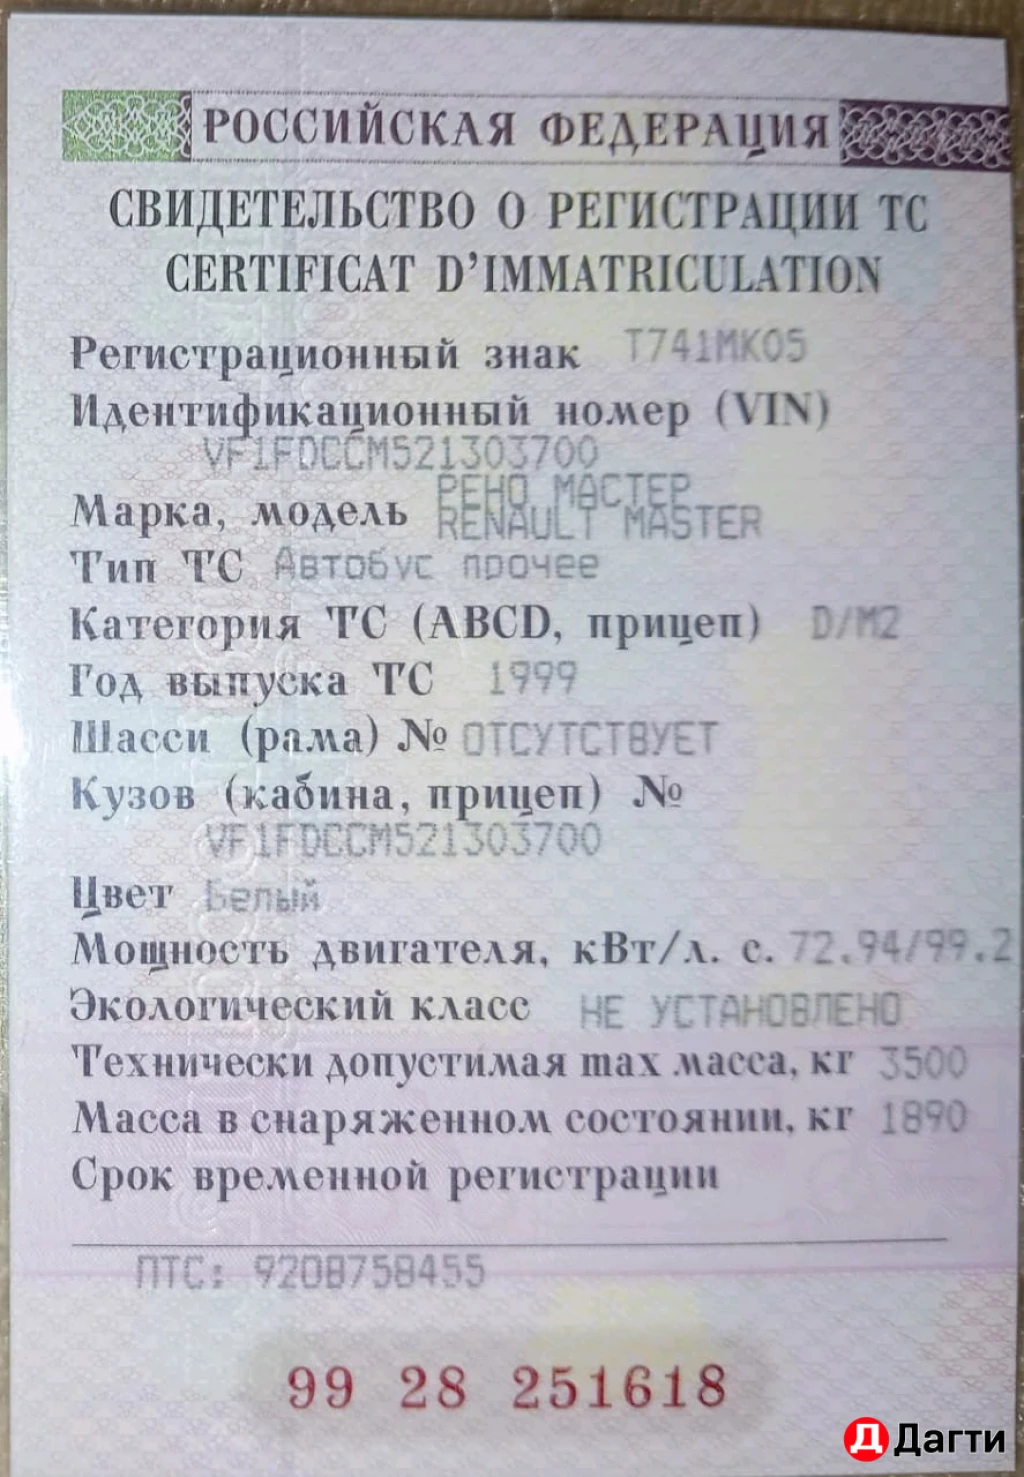 РОССИЙСКАЯ ФЕДЕРАЦИЯ
СВИДЕТЕЛЬСТВО О РЕГИСТРАЦИИ ТС
CERTIFICAT D'IMMATRICULATION
Регистрационный знак Т741МК05
Идентификационный номер (VIN)
VF1FDCCM521303700
РЕНО МАСТЕР
Марка, модель RENAULT MASTER
Тип ТС Автобус прочее
Категория ТС (ABCD, прицеп) D/M2
Год выпуска ТС 1999
Шасси (рама) № ОТСУТСТВУЕТ
Кузов (кабина, прицеп) №
VF1FDCCM521303700
Цвет Белый
Мощность двигателя, кВт/л. с. 72.94/99.2
Экологический класс НЕ УСТАНОВЛЕНО
Технически допустимая max масса, кг 3500
Масса в снаряженном состоянии, кг 1890
Срок временной регистрации
ПТС: 9208758455
99 28 251618
Д Дагти